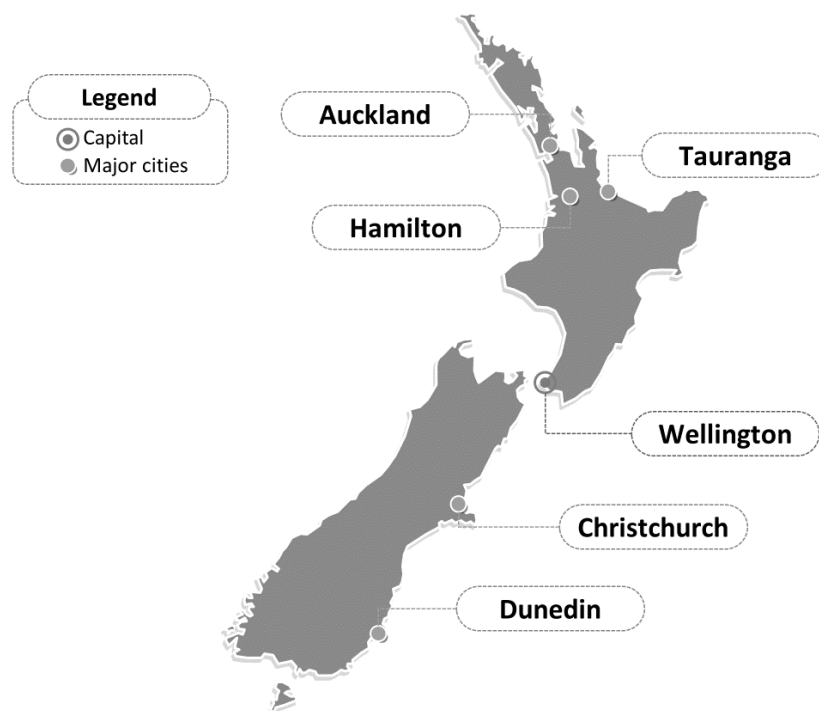 Legend
Capital
Major cities
Auckland
Tauranga
Hamilton
Wellington
Christchurch
Dunedin